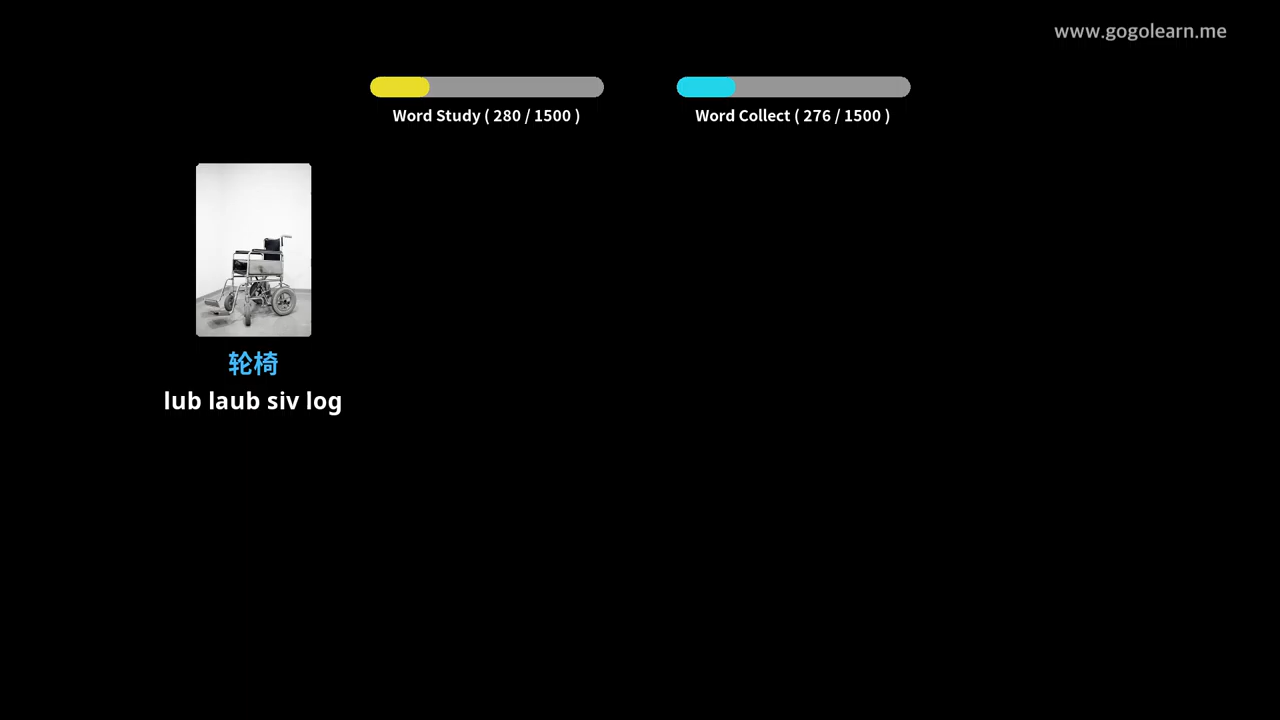 www.gogolearn.me
Word Study ( 280 / 1500 )
Word Collect ( 276 / 1500 )
轮椅
lub laub siv log